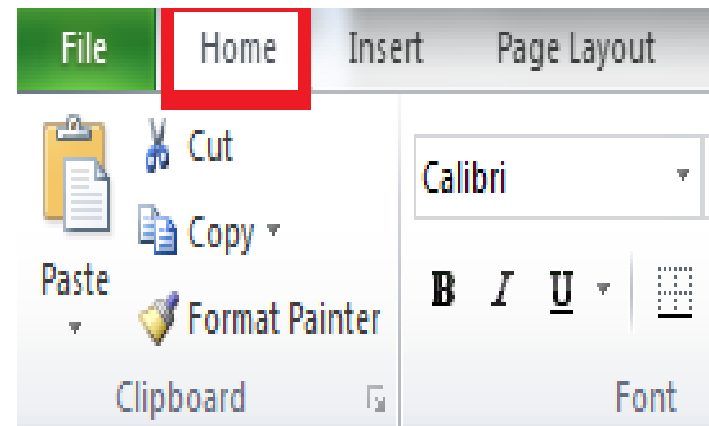 File Home Insert Page Layout
Cut
Calibri
Copy
Paste
B I U
Format Painter
Clipboard Font